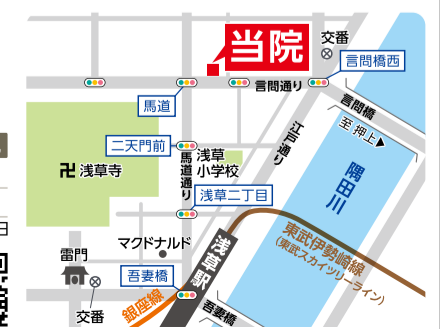 当院
交番
言問橋西
言問通り
馬道
言問橋
至 押上▶
江戸通り
二天門前
馬道通り
浅草
小学校
卍 浅草寺
隅田川
浅草二丁目
東武伊勢崎線
(東武スカイツリーライン)
マクドナルド
浅草駅
雷門
吾妻橋
銀座線
吾妻橋
交番
日